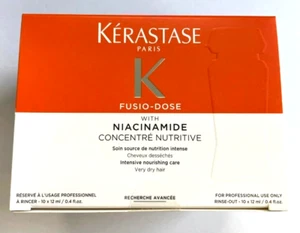 KÉRASTASE
PARIS
K
FUSIO-DOSE
WITH
NIACINAMIDE
CONCENTRÉ NUTRITIVE
Soin source de nutrition intense
Cheveux desséchés
Intensive nourishing care
Very dry hair
RÉSERVÉ À L'USAGE PROFESSIONNEL
À RINCER - 10 x 12 ml / 0.4 fl.oz.
RECHERCHE AVANCÉE
FOR PROFESSIONAL USE ONLY
RINSE-OUT - 10 x 12 ml / 0.4 fl.oz.